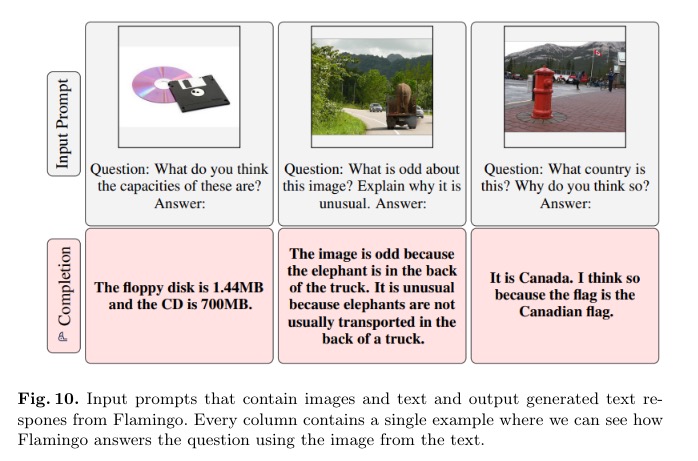 Input Prompt
Question: What do you think
the capacities of these are?
Answer:
Question: What is odd about
this image? Explain why it is
unusual. Answer:
Question: What country is
this? Why do you think so?
Answer:
Completion
The floppy disk is 1.44MB
and the CD is 700MB.
The image is odd because
the elephant is in the back
of the truck. It is unusual
because elephants are not
usually transported in the
back of a truck.
It is Canada. I think so
because the flag is the
Canadian flag.
Fig. 10. Input prompts that contain images and text and output generated text re-
spones from Flamingo. Every column contains a single example where we can see how
Flamingo answers the question using the image from the text.